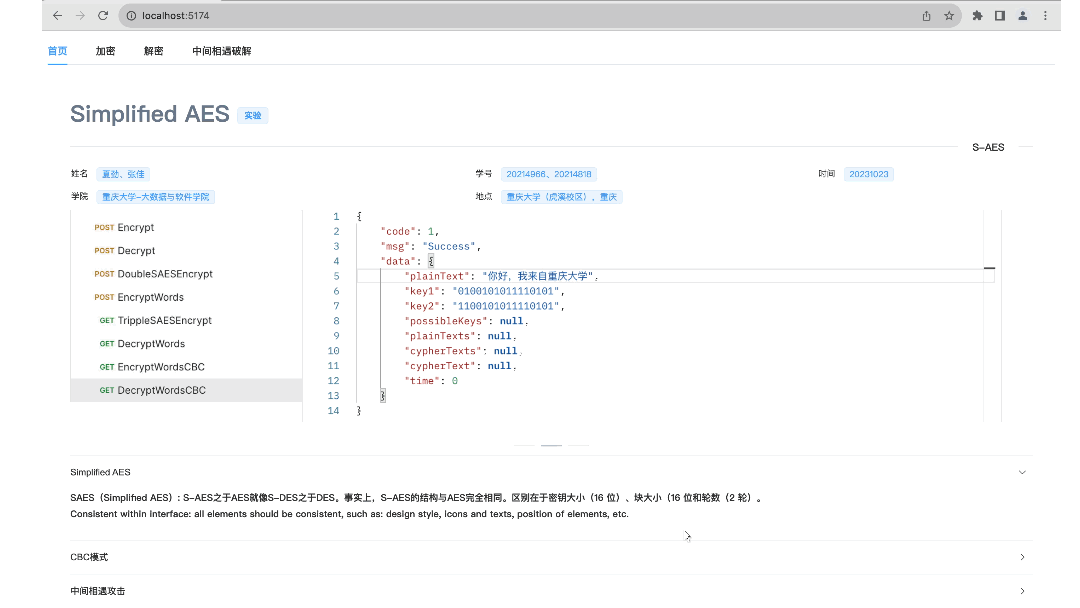 localhost:5174
首页 加密 解密 中间相遇破解
Simplified AES 实验
S-AES
姓名 夏劲、张佳 学号 20214966、20214818 时间 20231023
学院 重庆大学-大数据与软件学院 地点 重庆大学（虎溪校区），重庆
POST Encrypt
POST Decrypt
POST DoubleSAESEncrypt
POST EncryptWords
GET TrippleSAESEncrypt
GET DecryptWords
GET EncryptWordsCBC
GET DecryptWordsCBC
1 {
2 "code": 1,
3 "msg": "Success",
4 "data": {
5 "plainText": "你好，我来自重庆大学",
6 "key1": "0100101011110101",
7 "key2": "1100101011110101",
8 "possibleKeys": null,
9 "plainTexts": null,
10 "cypherTexts": null,
11 "cypherText": null,
12 "time": 0
13 }
14 }
Simplified AES
SAES（Simplified AES）: S-AES之于AES就像S-DES之于DES。事实上，S-AES的结构与AES完全相同。区别在于密钥大小（16 位）、块大小（16 位和轮数（2 轮）。
Consistent within interface: all elements should be consistent, such as: design style, icons and texts, position of elements, etc.
CBC模式
中间相遇攻击